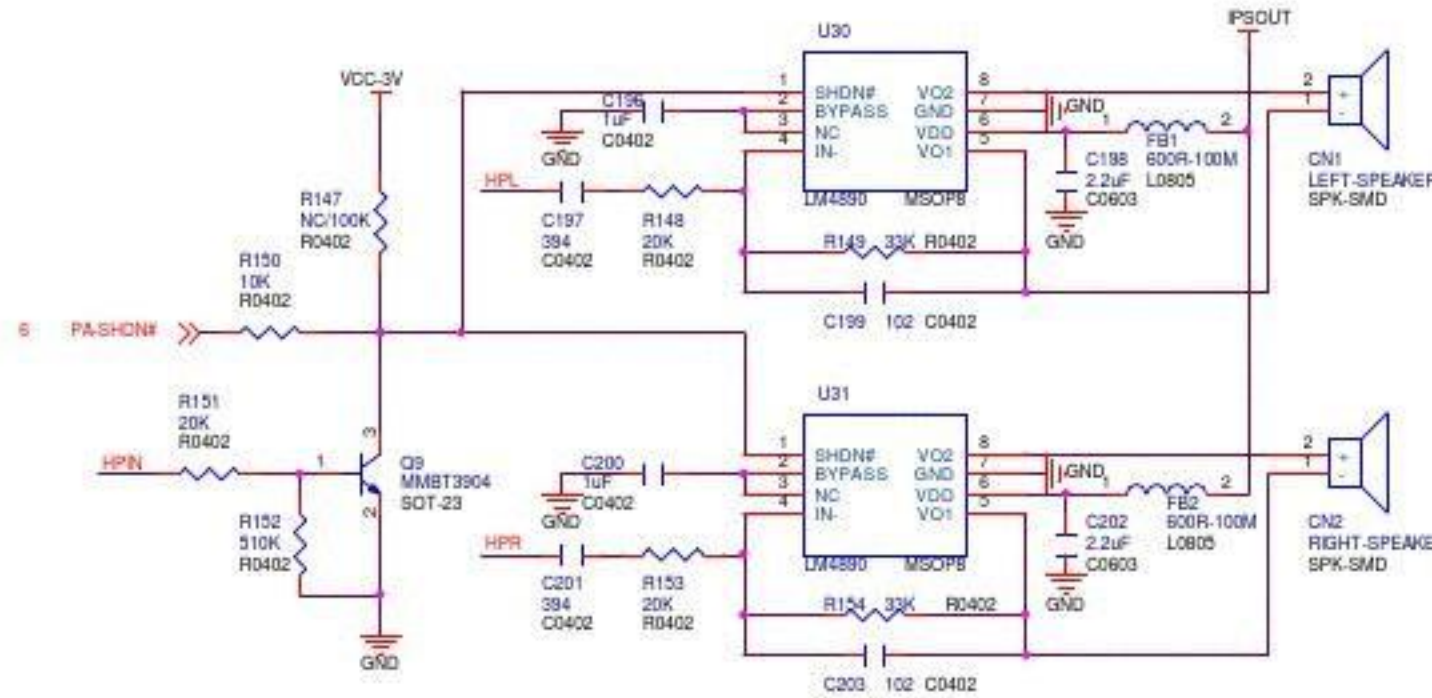 U30
IPSOUT
VCC-3V
1 SHDN# VO2 8
2 BYPASS GND 7
3 NC VDD 6
4 IN- VO1 5
LM4890 MSOP8
C196
1uF
C0402
GND
HPL
C197
394
C0402
R148
20K
R0402
R149 33K R0402
C199 102 C0402
GND
C198
2.2uF
C0603
GND
1 2
FB1
600R-100M
L0805
2
1
+
-
CN1
LEFT-SPEAKER
SPK-SMD
R147
NC/100K
R0402
R150
10K
R0402
6 PA-SHDN#
R151
20K
R0402
HPIN
1
3
2
Q9
MMBT3904
SOT-23
R152
510K
R0402
GND
U31
1 SHDN# VO2 8
2 BYPASS GND 7
3 NC VDD 6
4 IN- VO1 5
LM4890 MSOP8
C200
1uF
C0402
GND
HPR
C201
394
C0402
R153
20K
R0402
R154 33K R0402
C203 102 C0402
GND
C202
2.2uF
C0603
GND
1 2
FB2
600R-100M
L0805
2
1
+
-
CN2
RIGHT-SPEAKE
SPK-SMD